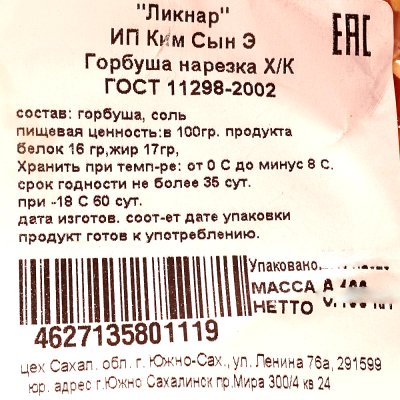 "Ликнар"
ИП Ким Сын Э
Горбуша нарезка Х/К
ГОСТ 11298-2002
EAC
состав: горбуша, соль
пищевая ценность:в 100гр. продукта
белок 16 гр,жир 17гр,
Хранить при темп-ре: от 0 С до минус 8 С.
срок годности не более 35 сут.
при -18 С 60 сут.
дата изготов. соот-ет дате упаковки
продукт готов к употреблению.
Упаковано
МАССА
НЕТТО
4627135801119
цех Сахал. обл. г. Южно-Сах., ул. Ленина 76а, 291599
юр. адрес г.Южно Сахалинск пр.Мира 300/4 кв 24